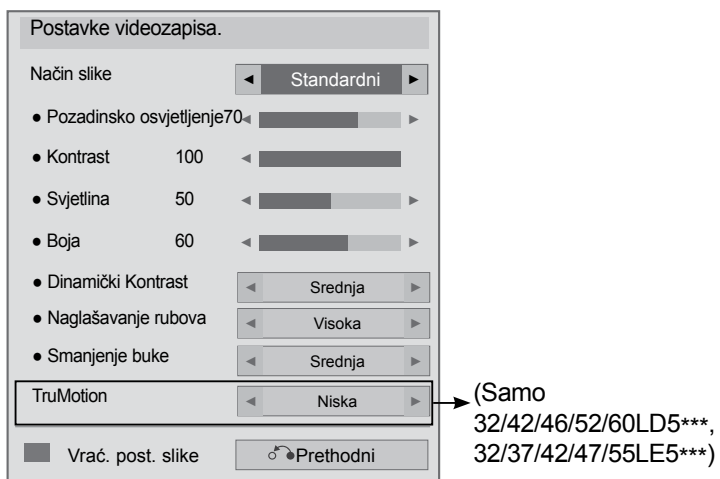 Postavke videozapisa.
Način slike ◄ Standardni ►
● Pozadinsko osvjetljenje70 ◄ ►
● Kontrast 100 ◄
● Svjetlina 50 ◄ ►
● Boja 60 ◄ ►
● Dinamički Kontrast ◄ Srednja ►
● Naglašavanje rubova ◄ Visoka ►
● Smanjenje buke ◄ Srednja ►
TruMotion ◄ Niska ►
(Samo
32/42/46/52/60LD5***,
32/37/42/47/55LE5***)
Vrać. post. slike Prethodni